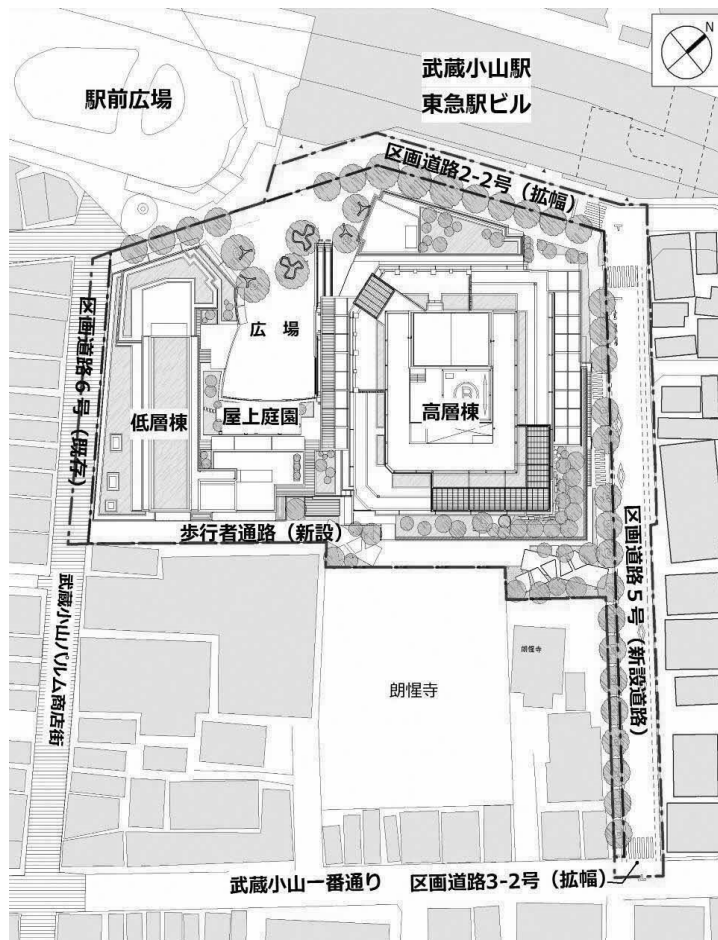 N
武蔵小山駅
東急駅ビル
駅前広場
区画道路2-2号（拡幅）
区画道路6号（既存）
広　場
低層棟
屋上庭園
高層棟
歩行者通路（新設）
区画道路5号（新設道路）
武蔵小山パルム商店街
朗惺寺
朗惺寺
武蔵小山一番通り
区画道路3-2号（拡幅）